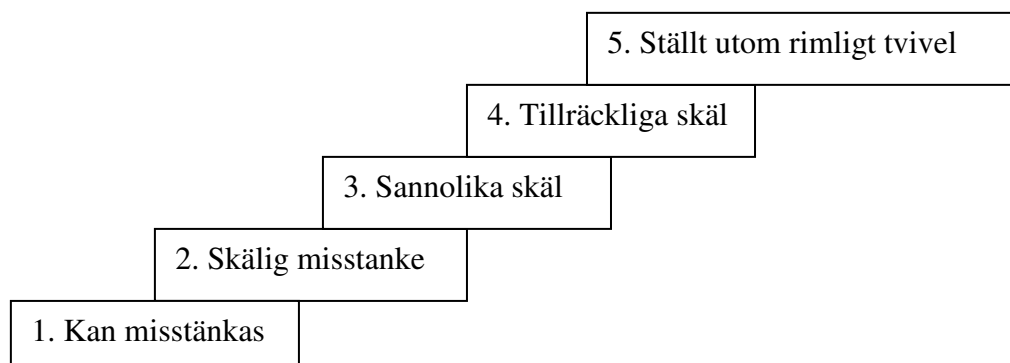 5. Ställt utom rimligt tvivel
4. Tillräckliga skäl
3. Sannolika skäl
2. Skälig misstanke
1. Kan misstänkas